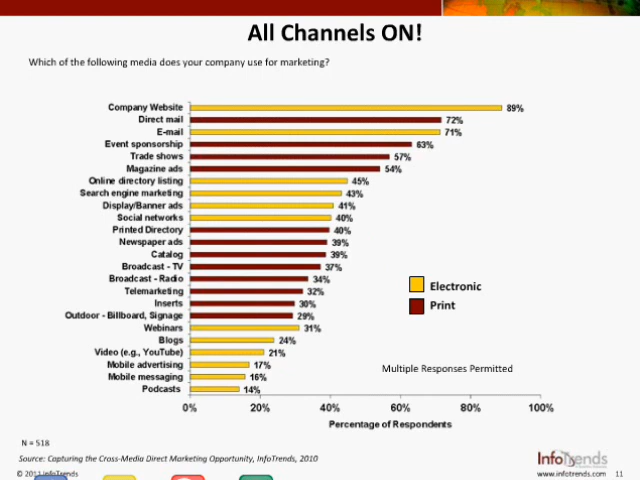 All Channels ON!
Which of the following media does your company use for marketing?
Company Website 89%
Direct mail 72%
E-mail 71%
Event sponsorship 63%
Trade shows 57%
Magazine ads 54%
Online directory listing 45%
Search engine marketing 43%
Display/Banner ads 41%
Social networks 40%
Printed Directory 40%
Newspaper ads 39%
Catalog 39%
Broadcast - TV 37%
Broadcast - Radio 34%
Telemarketing 32%
Inserts 30%
Outdoor - Billboard, Signage 29%
Webinars 31%
Blogs 24%
Video (e.g., YouTube) 21%
Mobile advertising 17%
Mobile messaging 16%
Podcasts 14%
Electronic
Print
Multiple Responses Permitted
0% 20% 40% 60% 80% 100%
Percentage of Respondents
N = 518
Source: Capturing the Cross-Media Direct Marketing Opportunity, InfoTrends, 2010
InfoTrends
© 2011 InfoTrends
www.infotrends.com 11